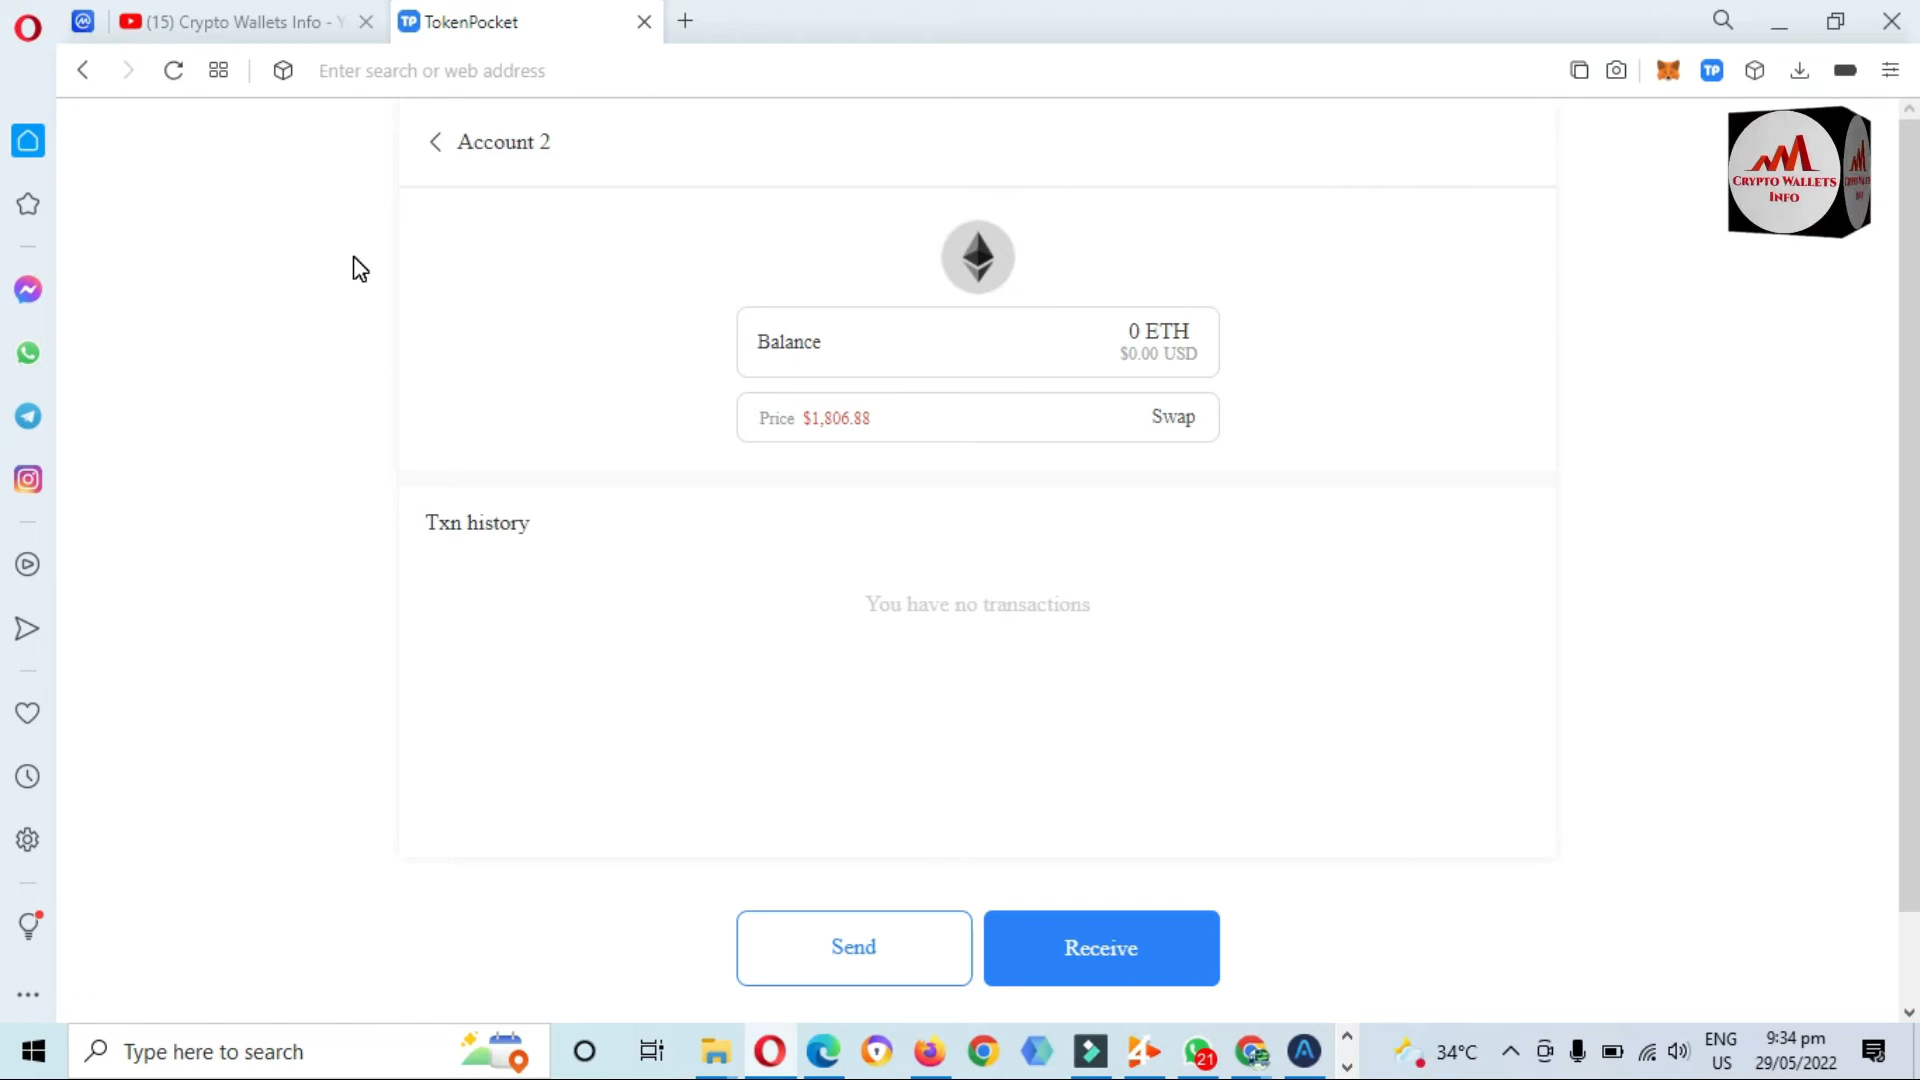 (15) Crypto Wallets Info - Y
TP TokenPocket
Enter search or web address
TP
Account 2
CRYPTO WALLETS
INFO
Balance
0 ETH
$0.00 USD
Price $1,806.88
Swap
Txn history
You have no transactions
Send
Receive
Type here to search
21
34°C
ENG
US
9:34 pm
29/05/2022